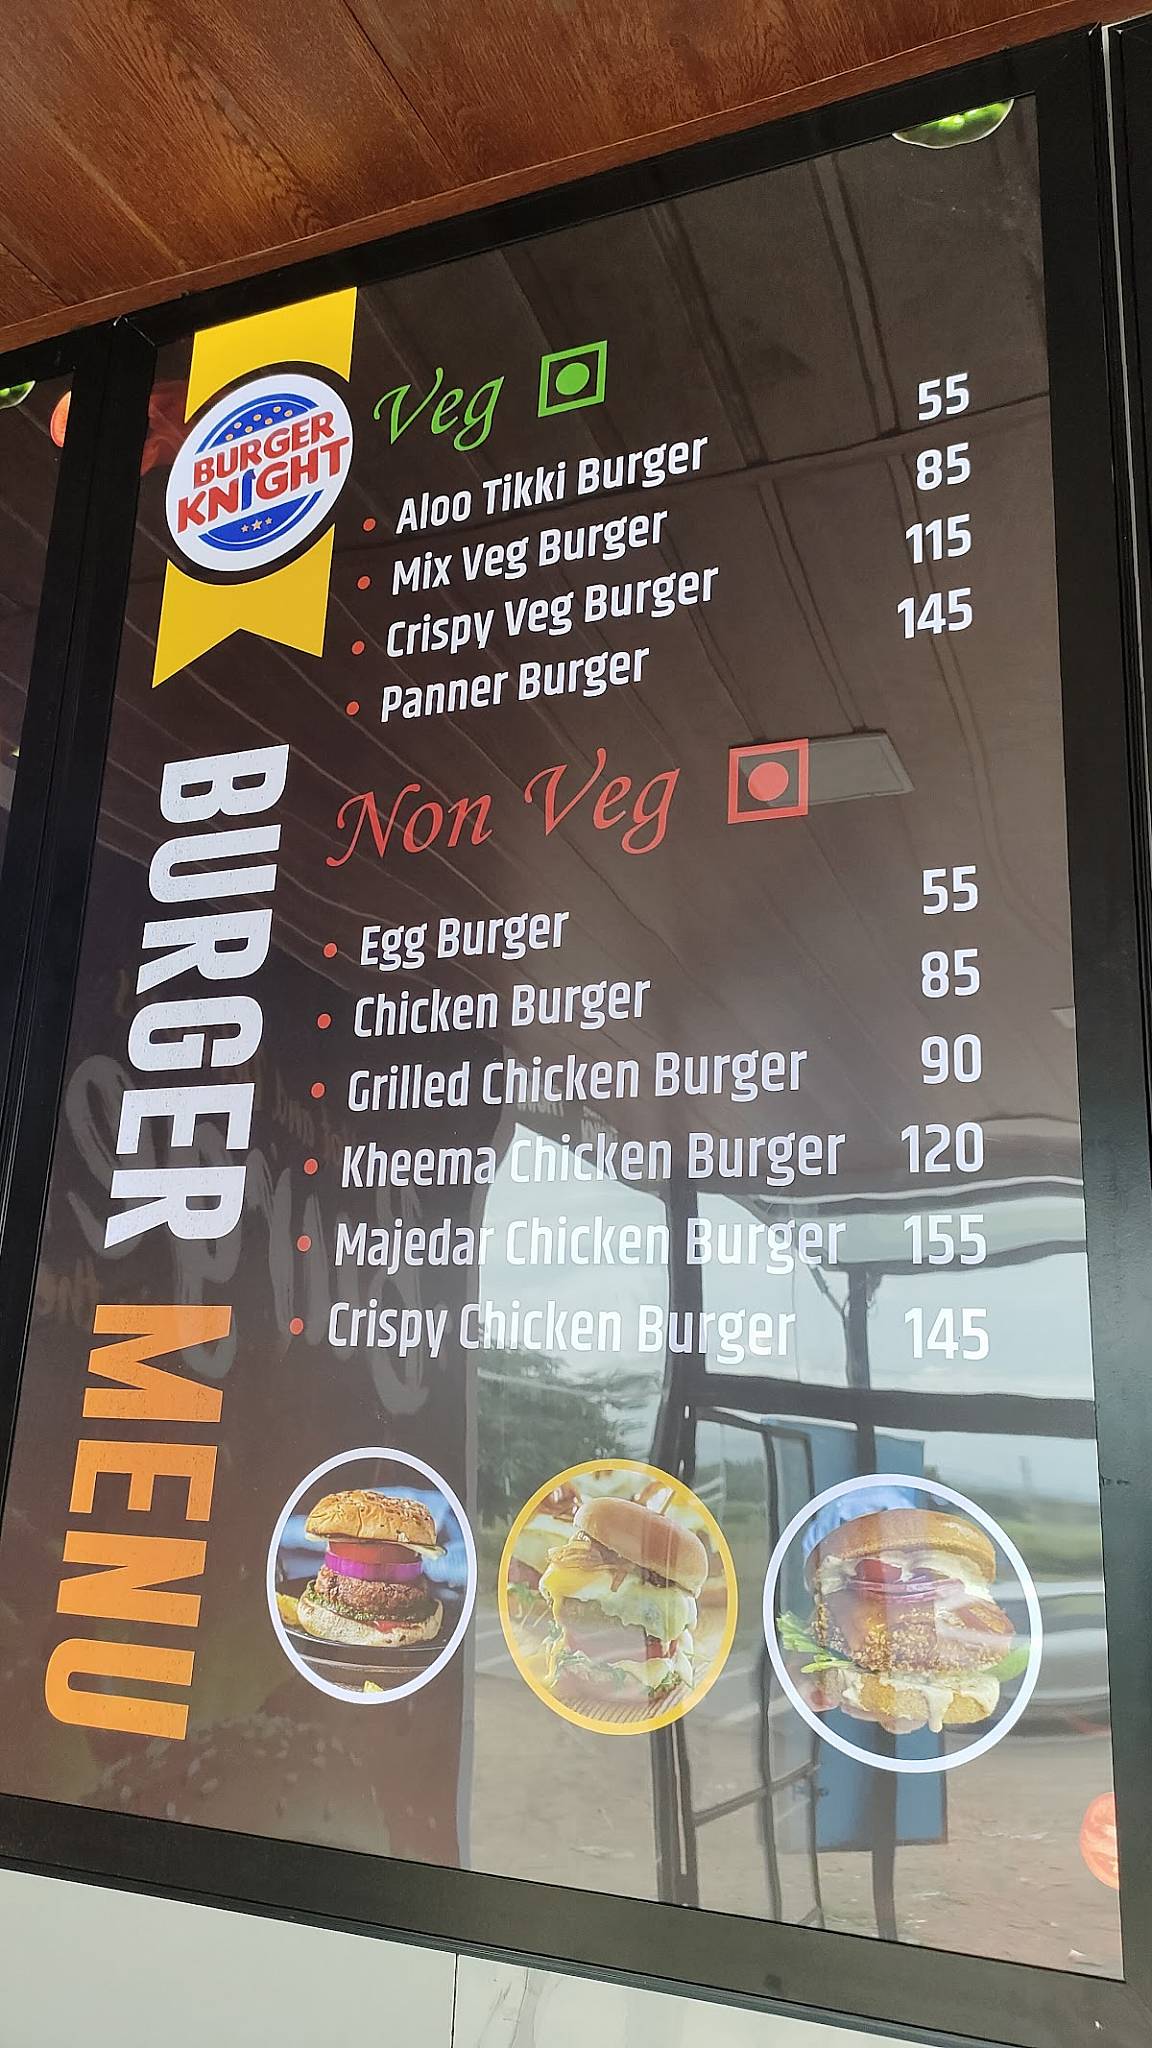 BURGER
KNIGHT
Veg
• Aloo Tikki Burger 55
• Mix Veg Burger 85
• Crispy Veg Burger 115
• Panner Burger 145
Non Veg
• Egg Burger 55
• Chicken Burger 85
• Grilled Chicken Burger 90
• Kheema Chicken Burger 120
• Majedar Chicken Burger 155
• Crispy Chicken Burger 145
BURGER MENU